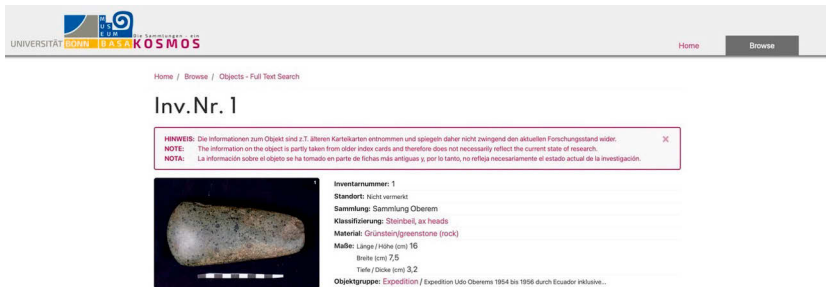 MUSEUM
Die Sammlungen - ein
UNIVERSITÄT BONN BASA KOSMOS
Home
Browse
Home / Browse / Objects - Full Text Search
Inv.Nr. 1
HINWEIS: Die Informationen zum Objekt sind z.T. älteren Karteikarten entnommen und spiegeln daher nicht zwingend den aktuellen Forschungsstand wider.
NOTE: The information on the object is partly taken from older index cards and therefore does not necessarily reflect the current state of research.
NOTA: La información sobre el objeto se ha tomado en parte de fichas más antiguas y, por lo tanto, no refleja necesariamente el estado actual de la investigación.
1
Inventarnummer: 1
Standort: Nicht vermerkt
Sammlung: Sammlung Oberem
Klassifizierung: Steinbeil, ax heads
Material: Grünstein/greenstone (rock)
Maße: Länge / Höhe (cm) 16
Breite (cm) 7,5
Tiefe / Dicke (cm) 3,2
Objektgruppe: Expedition / Expedition Udo Oberems 1954 bis 1956 durch Ecuador inklusive...